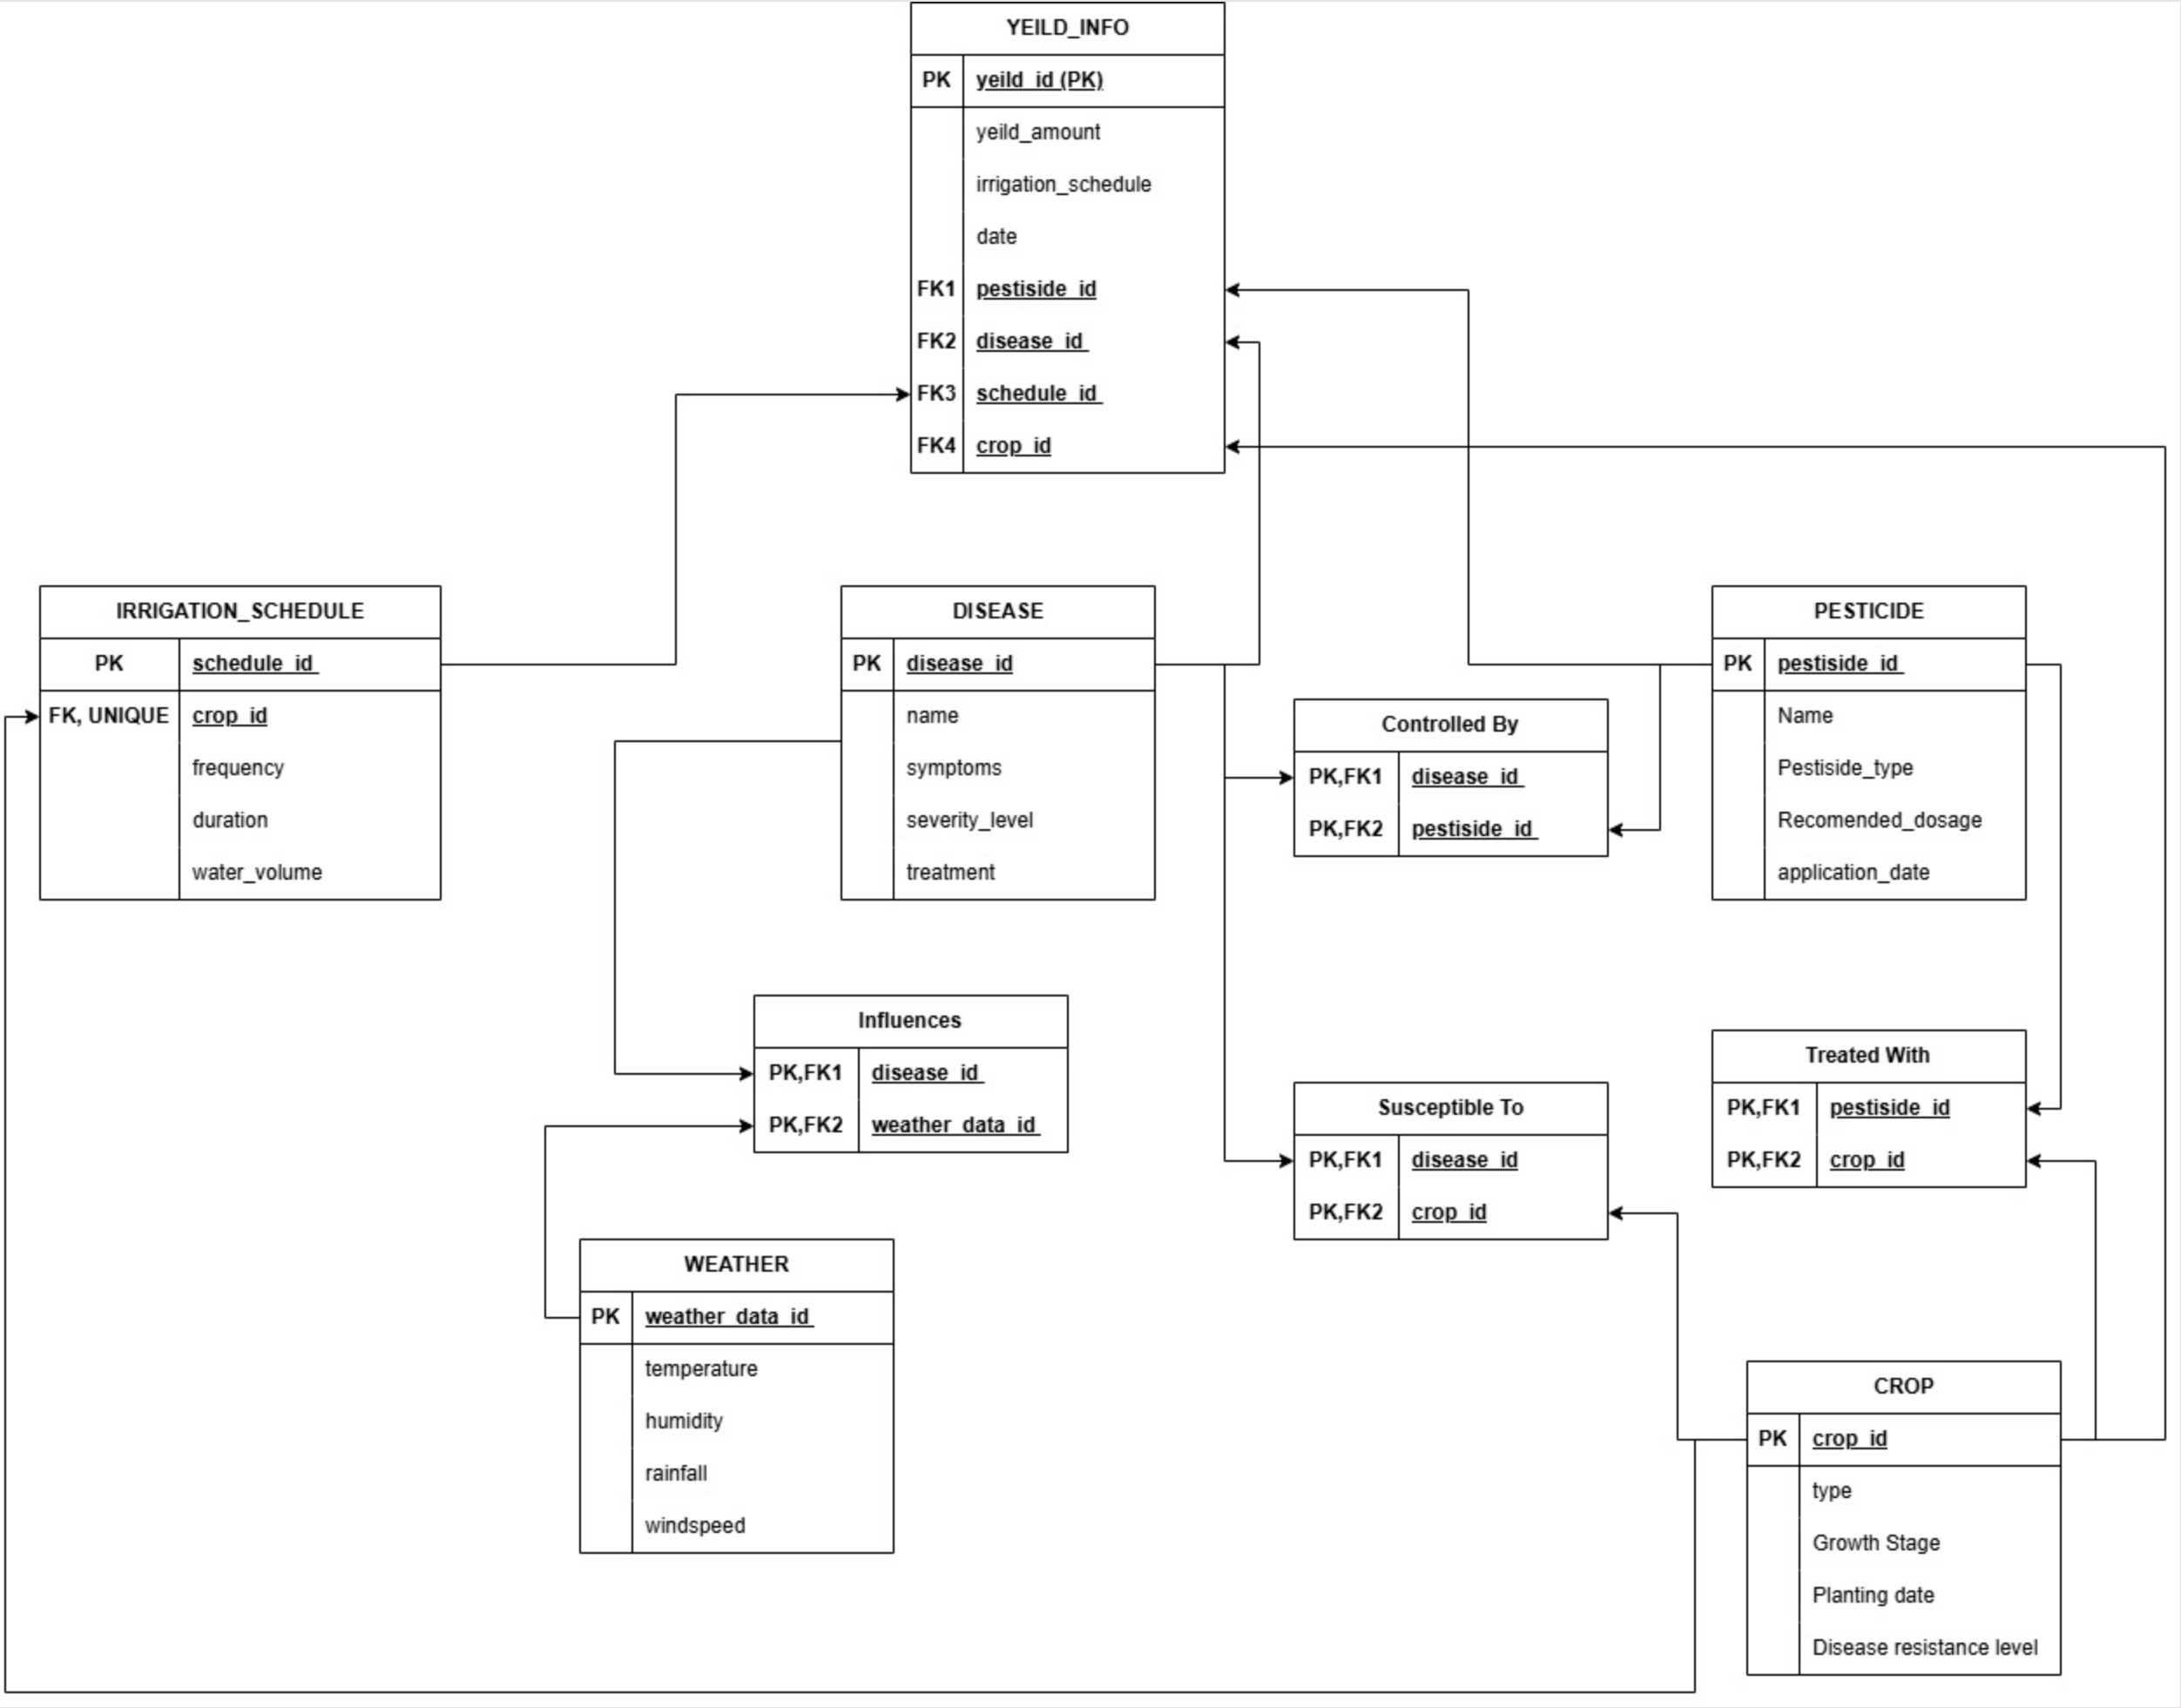 YEILD_INFO
PK yeild_id (PK)
yeild_amount
irrigation_schedule
date
FK1 pestiside_id
FK2 disease_id
FK3 schedule_id
FK4 crop_id
IRRIGATION_SCHEDULE
PK schedule_id
FK, UNIQUE crop_id
frequency
duration
water_volume
DISEASE
PK disease_id
name
symptoms
severity_level
treatment
Controlled By
PK,FK1 disease_id
PK,FK2 pestiside_id
PESTICIDE
PK pestiside_id
Name
Pestiside_type
Recomended_dosage
application_date
Influences
PK,FK1 disease_id
PK,FK2 weather_data_id
Susceptible To
PK,FK1 disease_id
PK,FK2 crop_id
Treated With
PK,FK1 pestiside_id
PK,FK2 crop_id
WEATHER
PK weather_data_id
temperature
humidity
rainfall
windspeed
CROP
PK crop_id
type
Growth Stage
Planting date
Disease resistance level